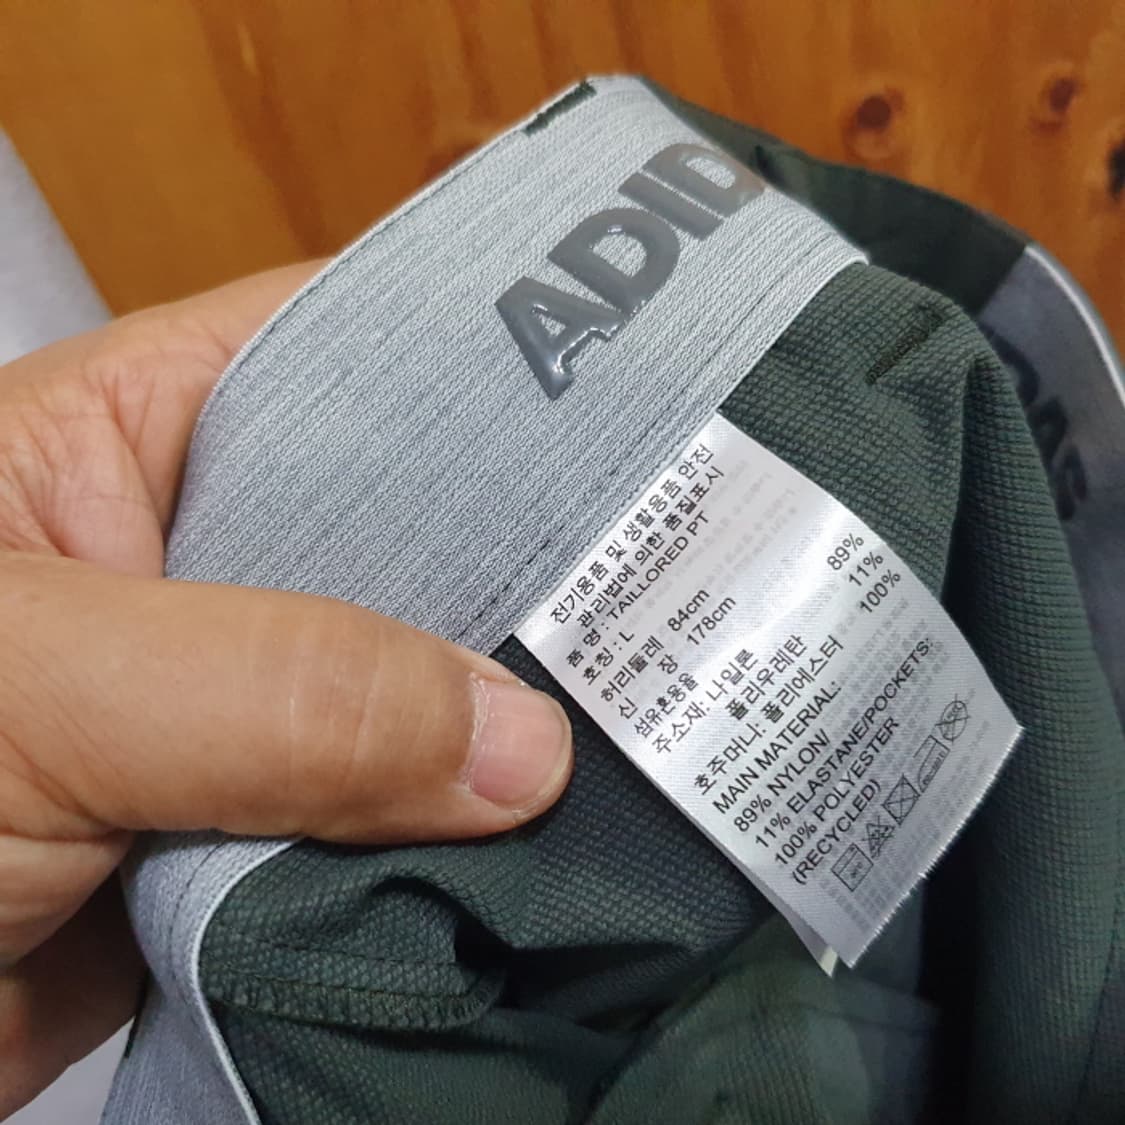 ADID
전기용품 및 생활용품 안전
관리법에 의한 품질표시
품 명 : TAILLORED PT
호칭 : L
허리둘레 84cm
신 장 178cm
섬유혼용율
주소재: 나일론 89%
폴리우레탄 11%
호주머니: 폴리에스터 100%
MAIN MATERIAL:
89% NYLON/
11% ELASTANE/POCKETS:
100% POLYESTER
(RECYCLED)